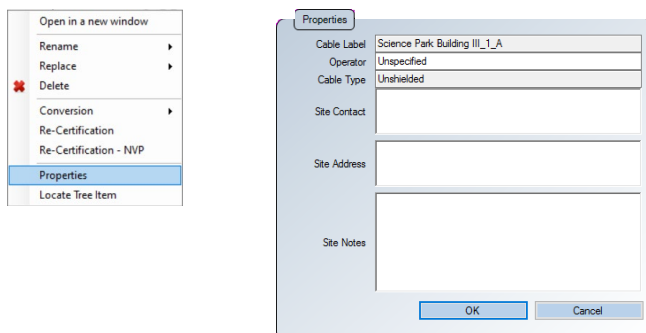 Open in a new window
Rename
Replace
Delete
Conversion
Re-Certification
Re-Certification - NVP
Properties
Locate Tree Item
Properties
Cable Label Science Park Building III_1_A
Operator Unspecified
Cable Type Unshielded
Site Contact
Site Address
Site Notes
OK Cancel